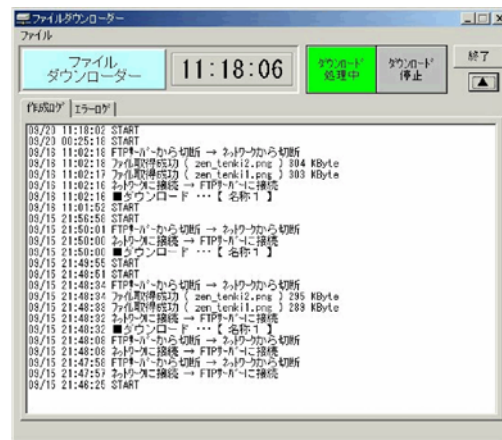 ファイルダウンローダー
ファイル
ファイル
ダウンローダー
11:18:06
ダウンロード
処理中
ダウンロード
停止
終了
作成ログ
エラーログ
09/20 11:18:02 START
09/20 00:25:18 START
09/16 11:02:18 FTPサーバーから切断 → ネットワークから切断
09/16 11:02:18 ファイル取得成功 ( zen_tenki2.png ) 304 KByte
09/16 11:02:17 ファイル取得成功 ( zen_tenki1.png ) 303 KByte
09/16 11:02:16 ネットワークに接続 → FTPサーバーに接続
09/16 11:02:16 ■ダウンロード ・・・【 名称1 】
09/16 11:01:52 START
09/15 21:56:58 START
09/15 21:50:01 FTPサーバーから切断 → ネットワークから切断
09/15 21:50:00 ネットワークに接続 → FTPサーバーに接続
09/15 21:50:00 ■ダウンロード ・・・【 名称1 】
09/15 21:49:55 START
09/15 21:48:51 START
09/15 21:48:34 FTPサーバーから切断 → ネットワークから切断
09/15 21:48:34 ファイル取得成功 ( zen_tenki2.png ) 295 KByte
09/15 21:48:33 ファイル取得成功 ( zen_tenki1.png ) 289 KByte
09/15 21:48:32 ネットワークに接続 → FTPサーバーに接続
09/15 21:48:32 ■ダウンロード ・・・【 名称1 】
09/15 21:48:08 FTPサーバーから切断 → ネットワークから切断
09/15 21:48:08 ネットワークに接続 → FTPサーバーに接続
09/15 21:47:58 FTPサーバーから切断 → ネットワークから切断
09/15 21:47:57 ネットワークに接続 → FTPサーバーに接続
09/15 21:46:25 START